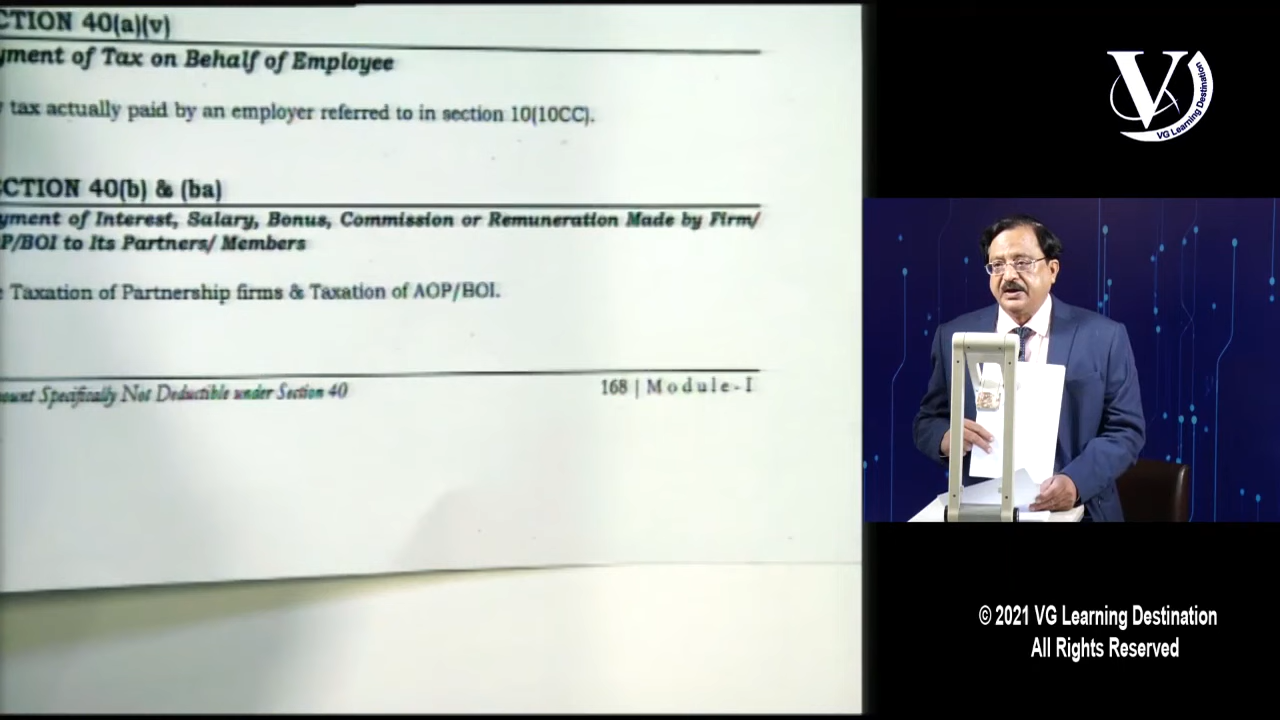 CTION 40(a)(v)
yment of Tax on Behalf of Employee
tax actually paid by an employer referred to in section 10(10CC).
CTION 40(b) & (ba)
yment of Interest, Salary, Bonus, Commission or Remuneration Made by Firm/
P/BOI to Its Partners/ Members
Taxation of Partnership firms & Taxation of AOP/BOI.
ount Specifically Not Deductible under Section 40
168 | Module-I
V
VG Learning Destination
© 2021 VG Learning Destination
All Rights Reserved